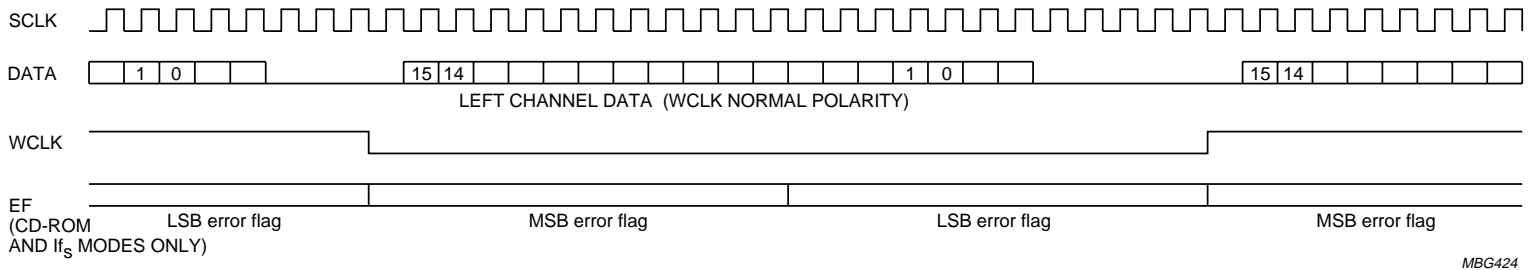 SCLK
DATA 1 0 15 14 1 0 15 14
LEFT CHANNEL DATA (WCLK NORMAL POLARITY)
WCLK
EF
(CD-ROM
AND Ifs MODES ONLY)
LSB error flag MSB error flag LSB error flag MSB error flag
MBG424